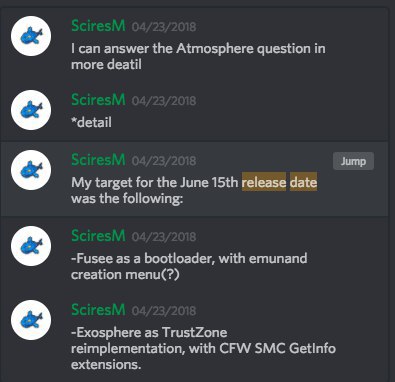 SciresM 04/23/2018
I can answer the Atmosphere question in
more deatil
SciresM 04/23/2018
*detail
SciresM 04/23/2018
Jump
My target for the June 15th release date
was the following:
SciresM 04/23/2018
-Fusee as a bootloader, with emunand
creation menu(?)
SciresM 04/23/2018
-Exosphere as TrustZone
reimplementation, with CFW SMC GetInfo
extensions.